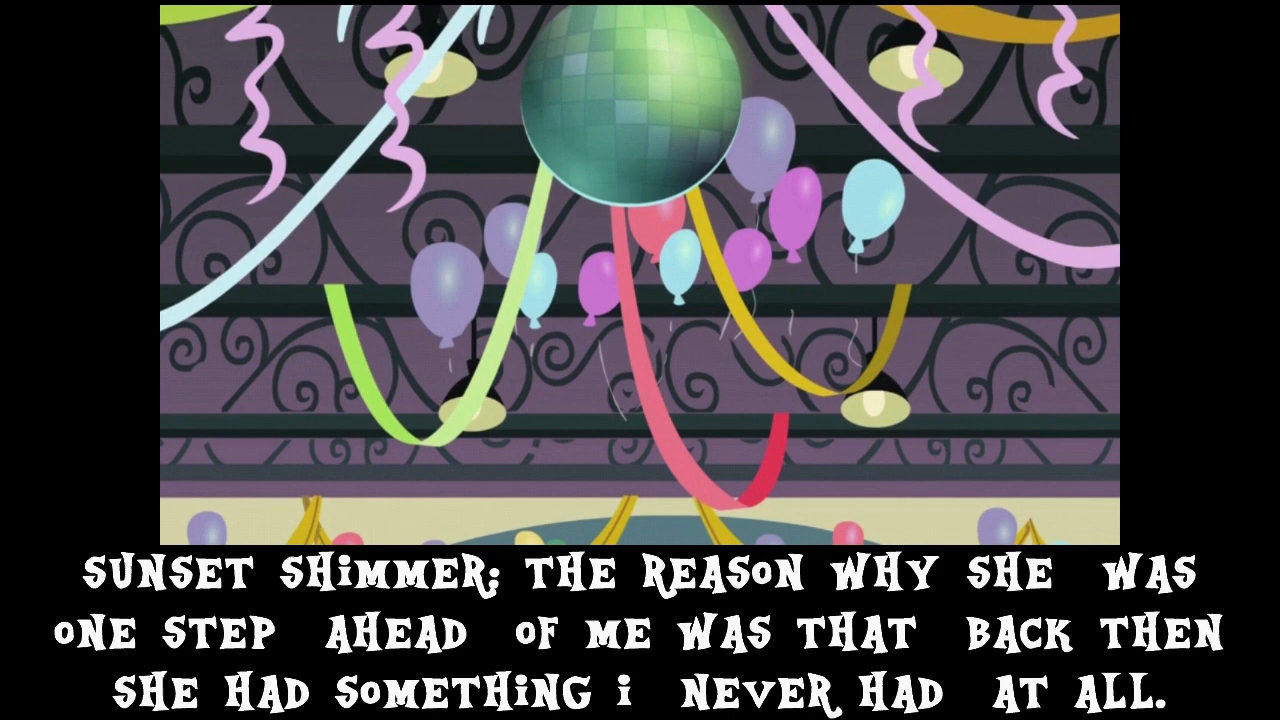 SUNSET SHiMMER: THE REASON WHY SHE WAS
ONE STEP AHEAD OF ME WAS THAT BACK THEN
SHE HAD SOMETHiNG i NEVER HAD AT ALL.